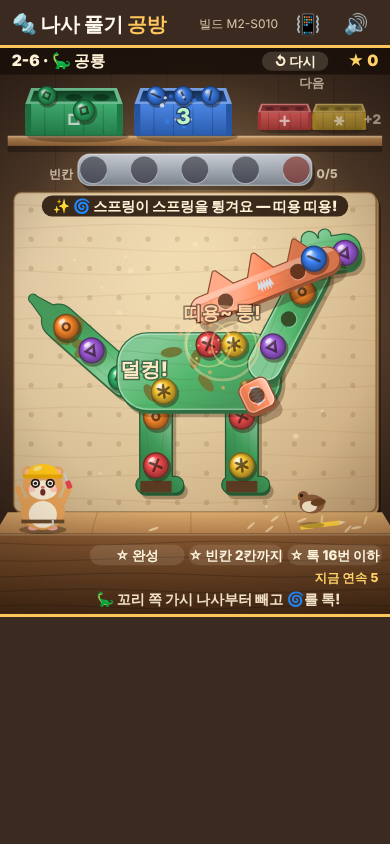 🔩 나사 풀기 공방
빌드 M2-S010
📳
🔊
2-6 · 🦕 공룡
다시
★ 0
다음
3
+2
빈칸
0/5
✨ 🌀 스프링이 스프링을 튕겨요 — 띠용 띠용!
띠용~ 퉁!
덜컹!
☆ 완성
☆ 빈칸 2칸까지
☆ 톡 16번 이하
지금 연속 5
🦕 꼬리 쪽 가시 나사부터 빼고 🌀를 톡!